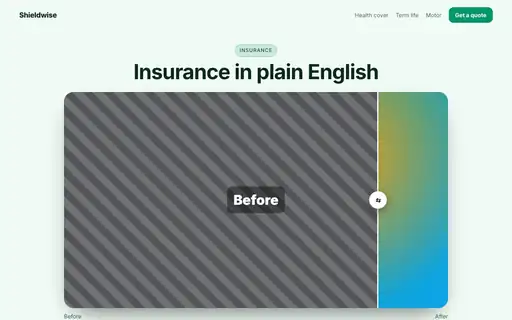 Shieldwise
Health cover Term life Motor Get a quote
INSURANCE
Insurance in plain English
Before
Before After